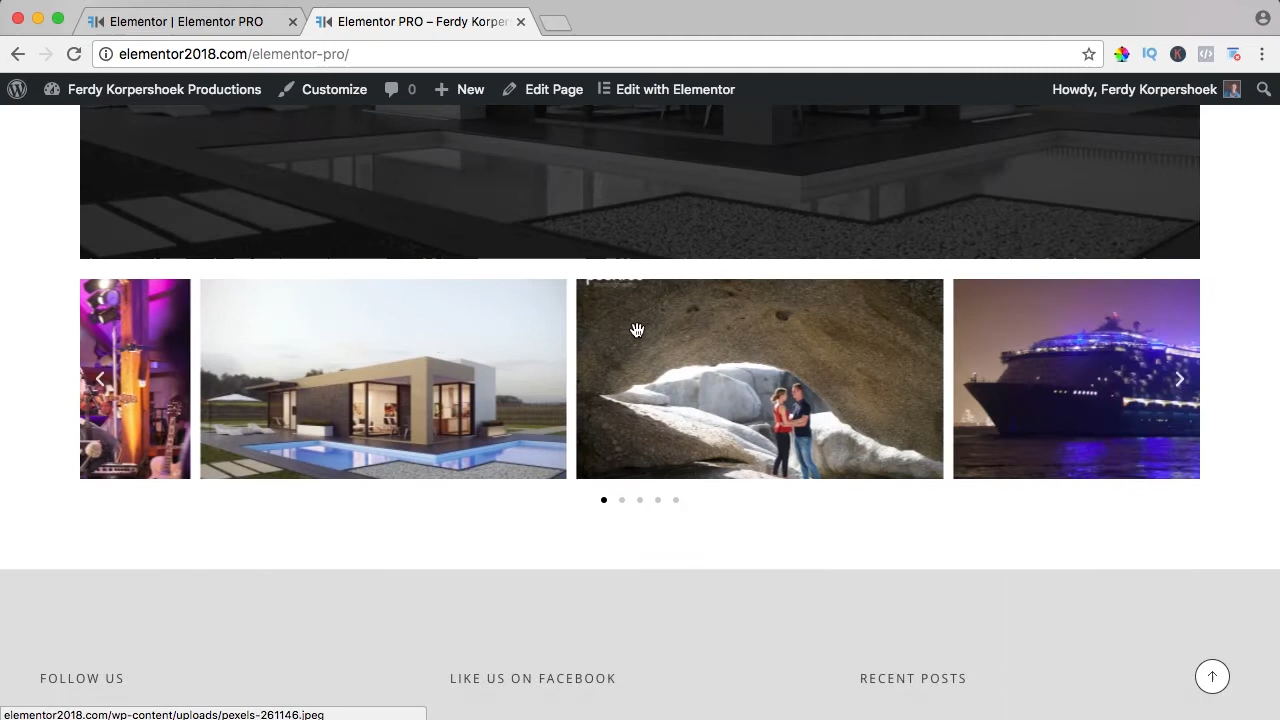 Elementor | Elementor PRO
Elementor PRO – Ferdy Korper
elementor2018.com/elementor-pro/
Ferdy Korpershoek Productions
Customize
0
New
Edit Page
Edit with Elementor
Howdy, Ferdy Korpershoek
FOLLOW US
LIKE US ON FACEBOOK
RECENT POSTS
elementor2018.com/wp-content/uploads/pexels-261146.jpeg